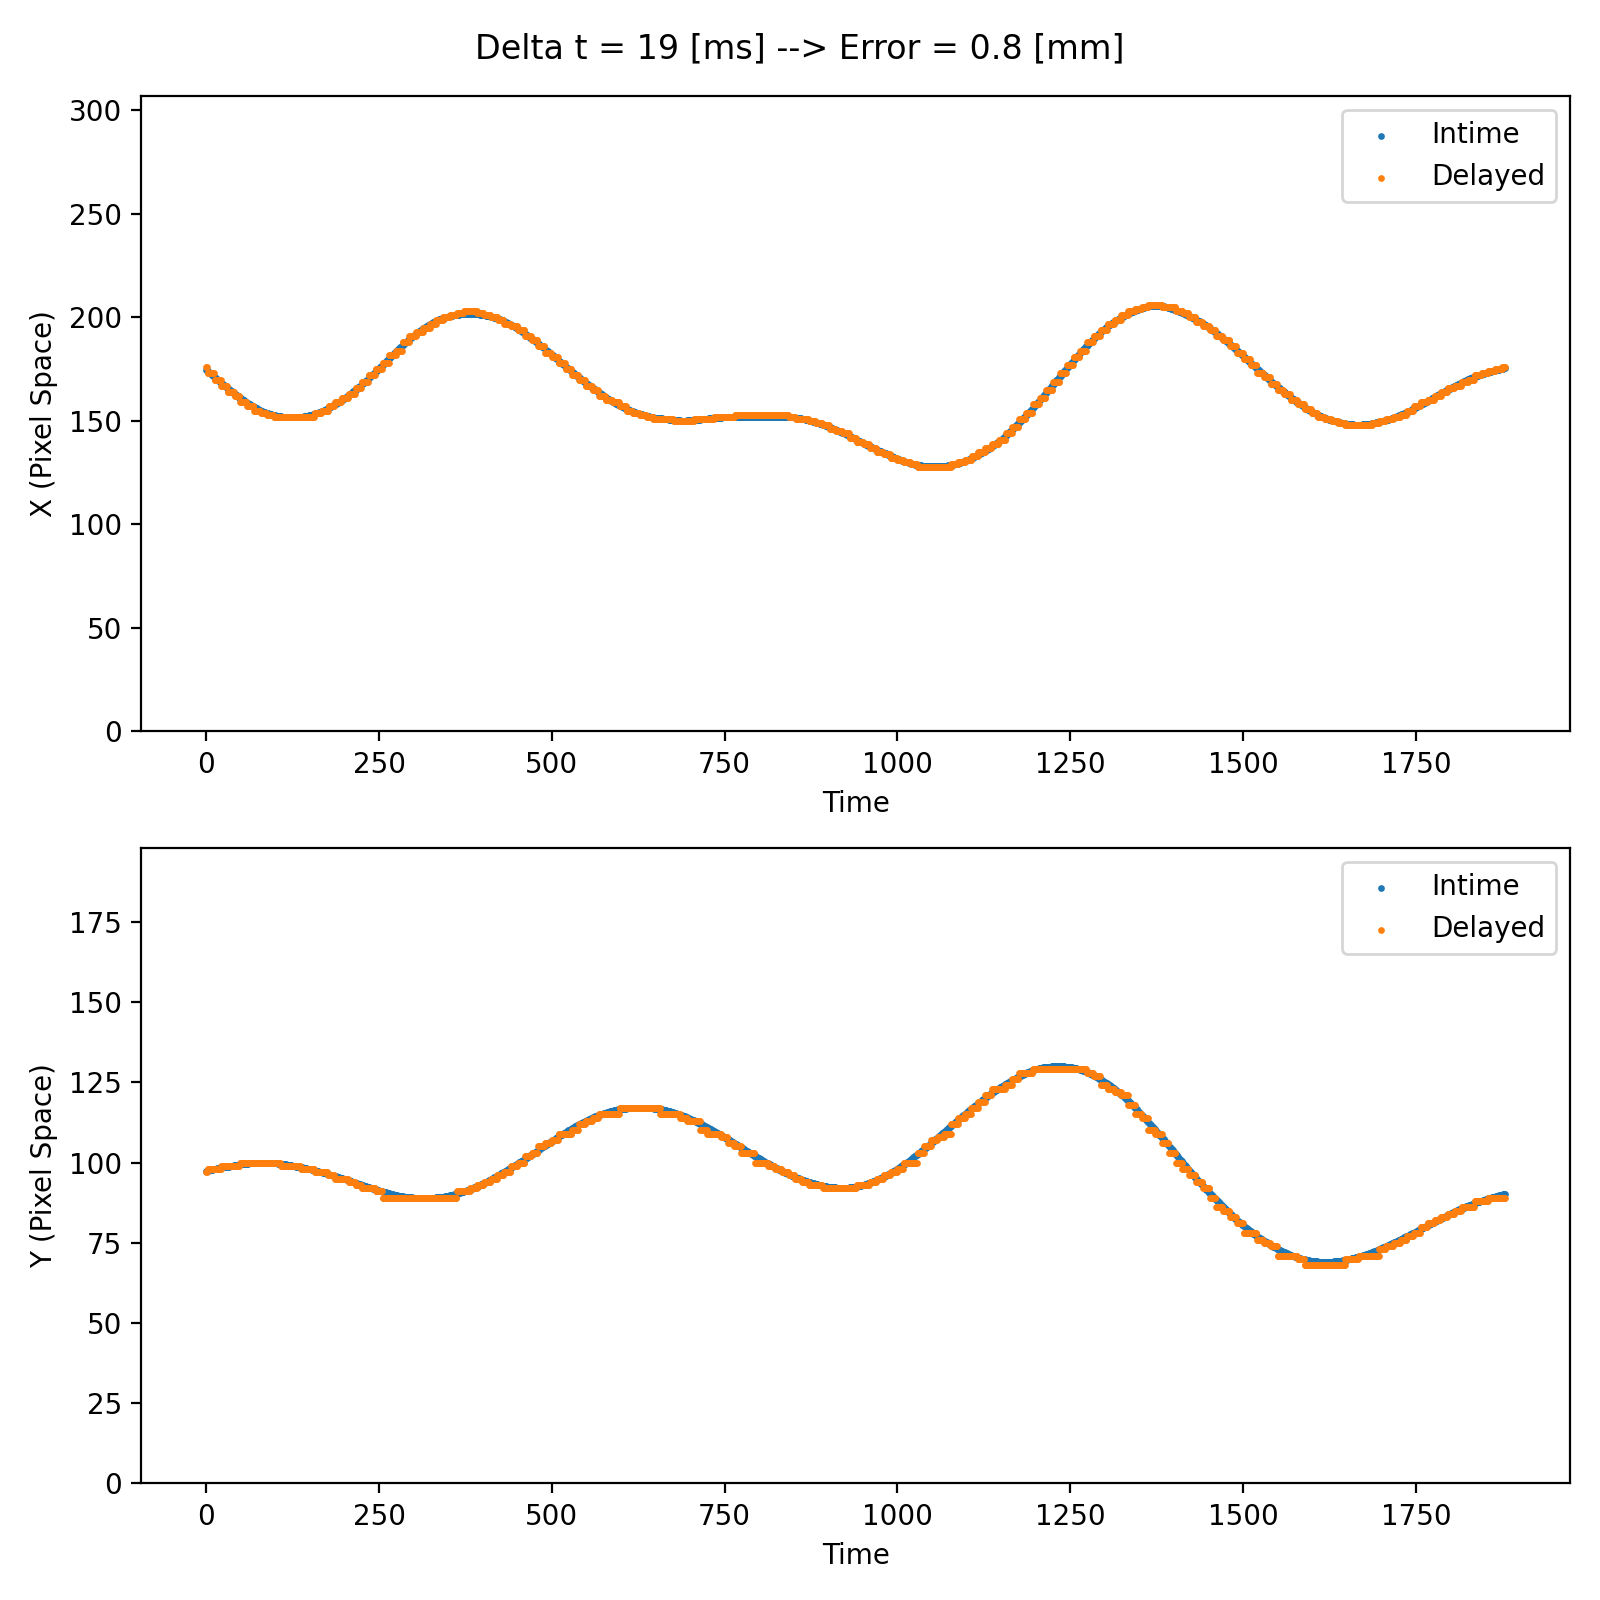 Delta t = 19 [ms] --> Error = 0.8 [mm]
300
250
200
150
100
50
0
X (Pixel Space)
Intime
Delayed
0 250 500 750 1000 1250 1500 1750
Time
175
150
125
100
75
50
25
0
Y (Pixel Space)
Intime
Delayed
0 250 500 750 1000 1250 1500 1750
Time